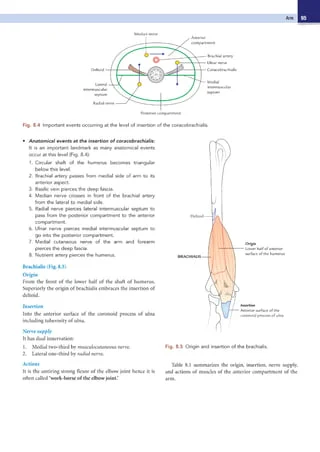 Arm
95
Median nerve
Anterior
compartment
Brachial artery
Ulnar nerve
Coracobrachialis
Deltoid
Lateral
intermuscular
septum
Medial
intermuscular
septum
Radial nerve
Posterior compartment
Fig. 8.4 Important events occurring at the level of insertion of the coracobrachialis.
• Anatomical events at the insertion of coracobrachialis:
It is an important landmark as many anatomical events
occur at this level (Fig. 8.4):
1. Circular shaft of the humerus becomes triangular
below this level.
2. Brachial artery passes from medial side of arm to its
anterior aspect.
3. Basilic vein pierces the deep fascia.
4. Median nerve crosses in front of the brachial artery
from the lateral to medial side.
5. Radial nerve pierces lateral intermuscular septum to
pass from the posterior compartment to the anterior
compartment.
6. Ulnar nerve pierces medial intermuscular septum to
go into the posterior compartment.
7. Medial cutaneous nerve of the arm and forearm
pierces the deep fascia.
8. Nutrient artery pierces the humerus.
Brachialis (Fig. 8.5)
Origin
From the front of the lower half of the shaft of humerus.
Superiorly the origin of brachialis embraces the insertion of
deltoid.
Insertion
Into the anterior surface of the coronoid process of ulna
including tuberosity of ulna.
Nerve supply
It has dual innervation:
1. Medial two-third by musculocutaneous nerve.
2. Lateral one-third by radial nerve.
Actions
It is the untiring strong flexor of the elbow joint hence it is
often called "work-horse of the elbow joint."
Deltoid
Origin
Lower half of anterior
surface of the humerus
BRACHIALIS
Insertion
Anterior surface of the
coronoid process of ulna
Fig. 8.5 Origin and insertion of the brachialis.
Table 8.1 summarizes the origin, insertion, nerve supply,
and actions of muscles of the anterior compartment of the
arm.